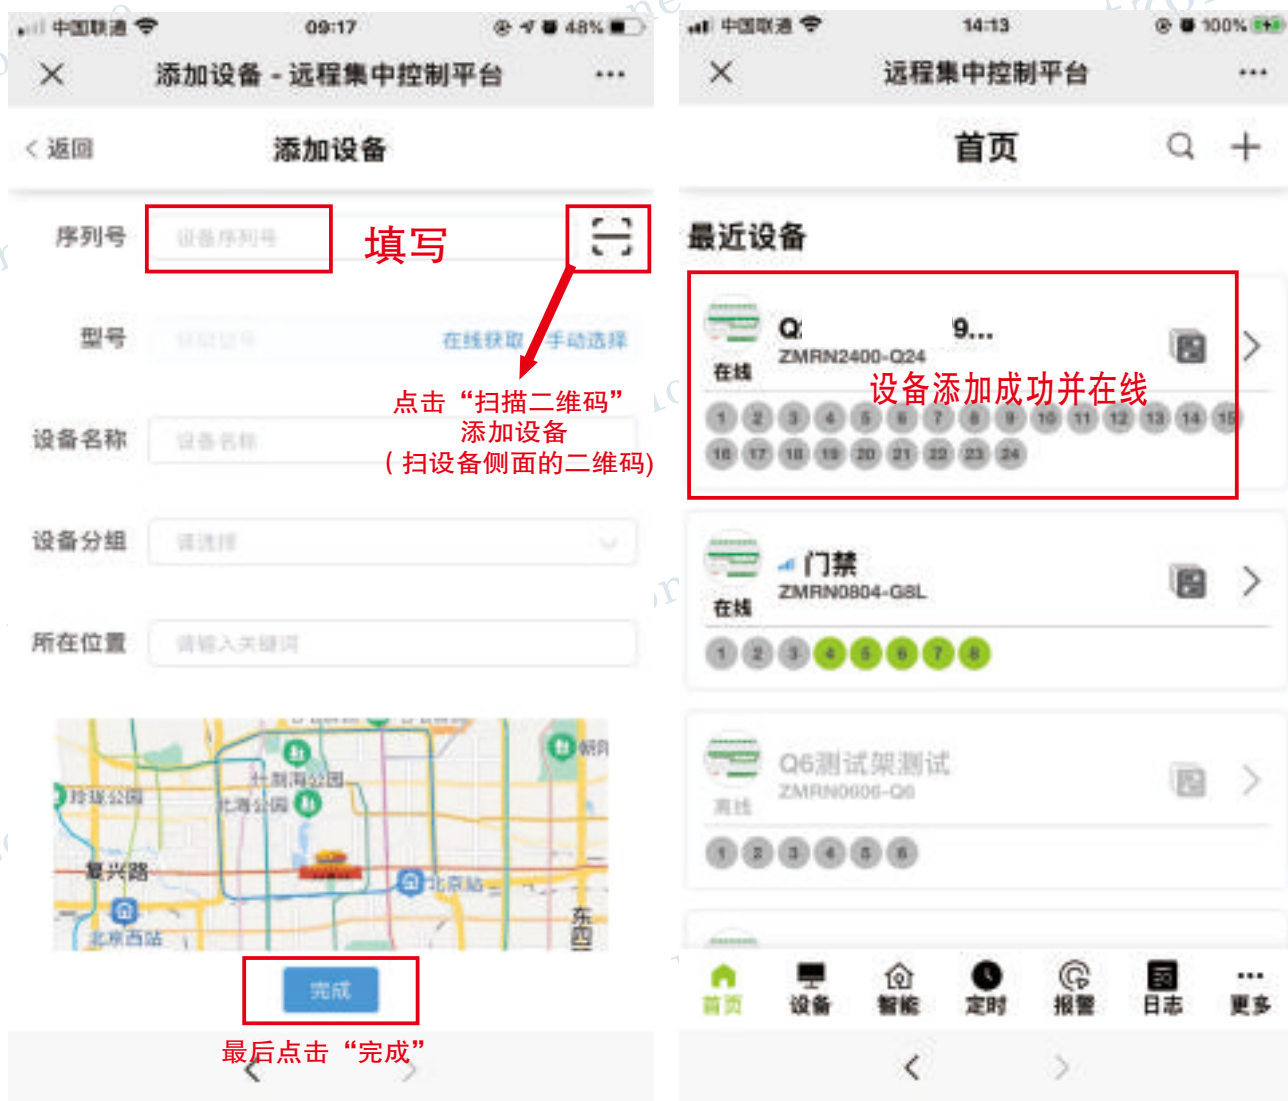 中国联通
09:17
48%
添加设备 - 远程集中控制平台
返回
添加设备
序列号
设备序列号
填写
型号
获取型号
在线获取
手动选择
点击“扫描二维码”
添加设备
（扫设备侧面的二维码)
设备名称
设备名称
设备分组
请选择
所在位置
请输入关键词
什刹海公园
北海公园
玲珑公园
朝阳
复兴路
北京站
北京西站
东四
完成
最后点击“完成”
中国联通
14:13
100%
远程集中控制平台
首页
最近设备
9...
ZMRN2400-Q24
在线
设备添加成功并在线
1 2 3 4 5 6 7 8 9 10 11 12 13 14 15
16 17 18 19 20 21 22 23 24
门禁
ZMRN0804-G8L
在线
1 2 3 4 5 6 7 8
Q6测试架测试
ZMRN0606-Q6
离线
1 2 3 4 5 6
首页 设备 智能 定时 报警 日志 更多